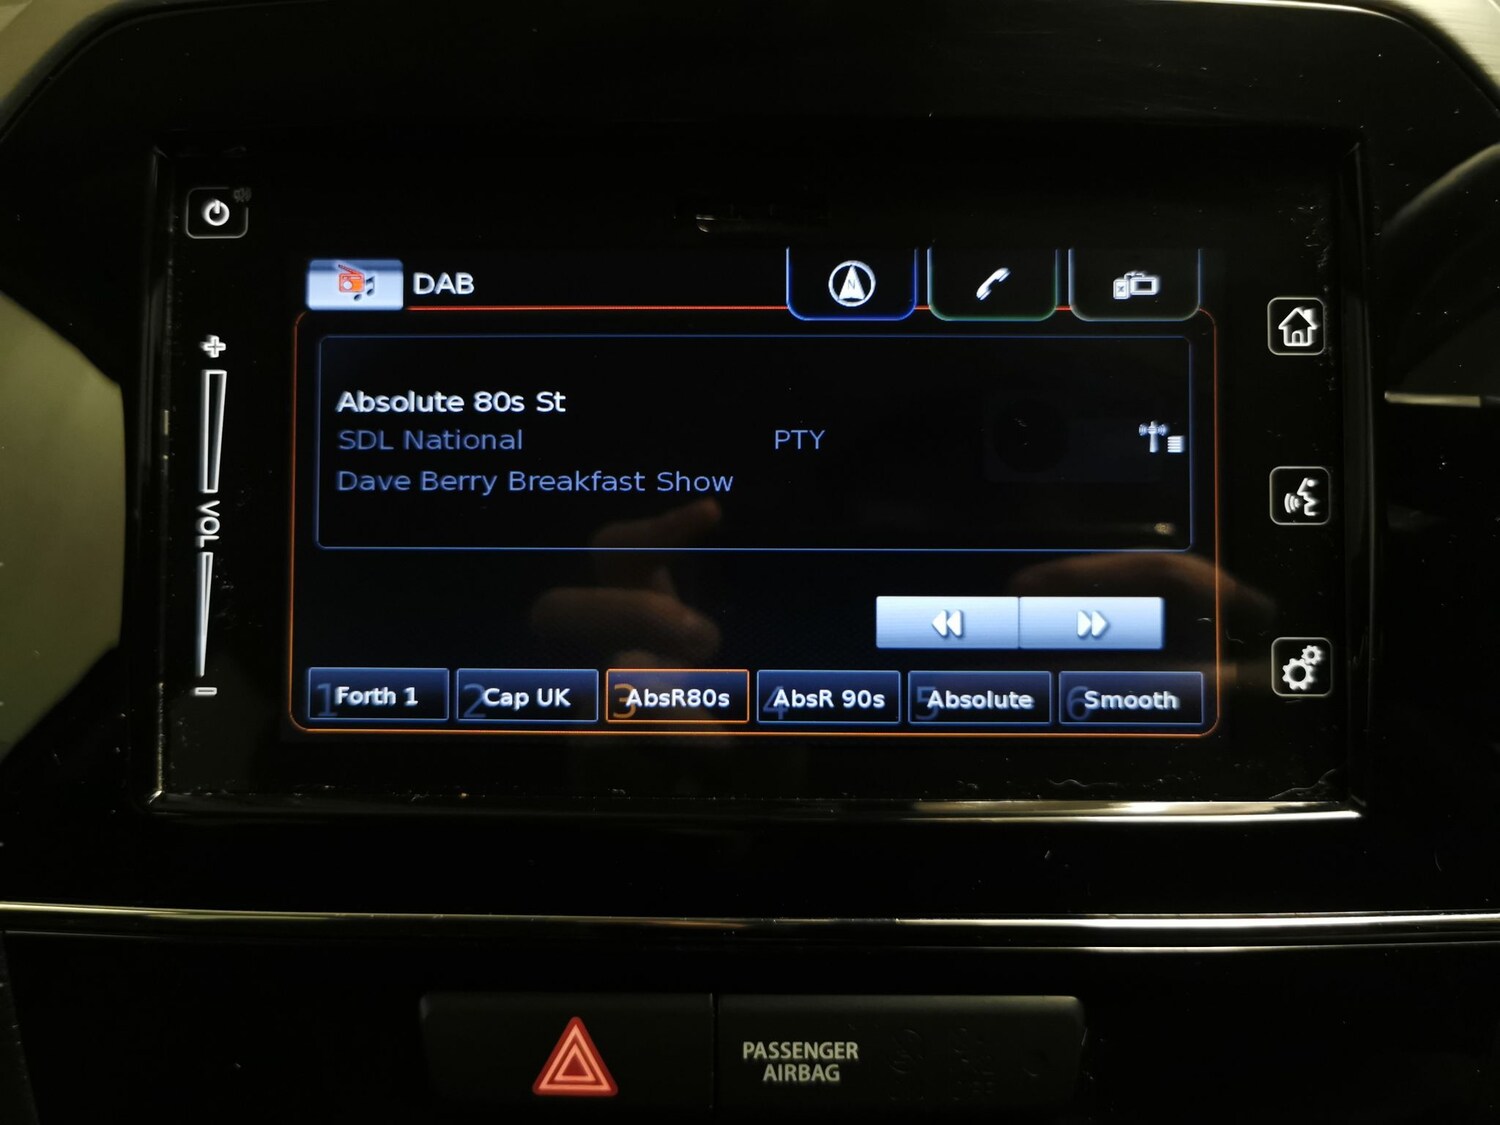 DAB
N
Absolute 80s St
SDL National PTY
Dave Berry Breakfast Show
+
VOL
-
1 Forth 1
2 Cap UK
3 AbsR80s
4 AbsR 90s
5 Absolute
6 Smooth
PASSENGER
AIRBAG